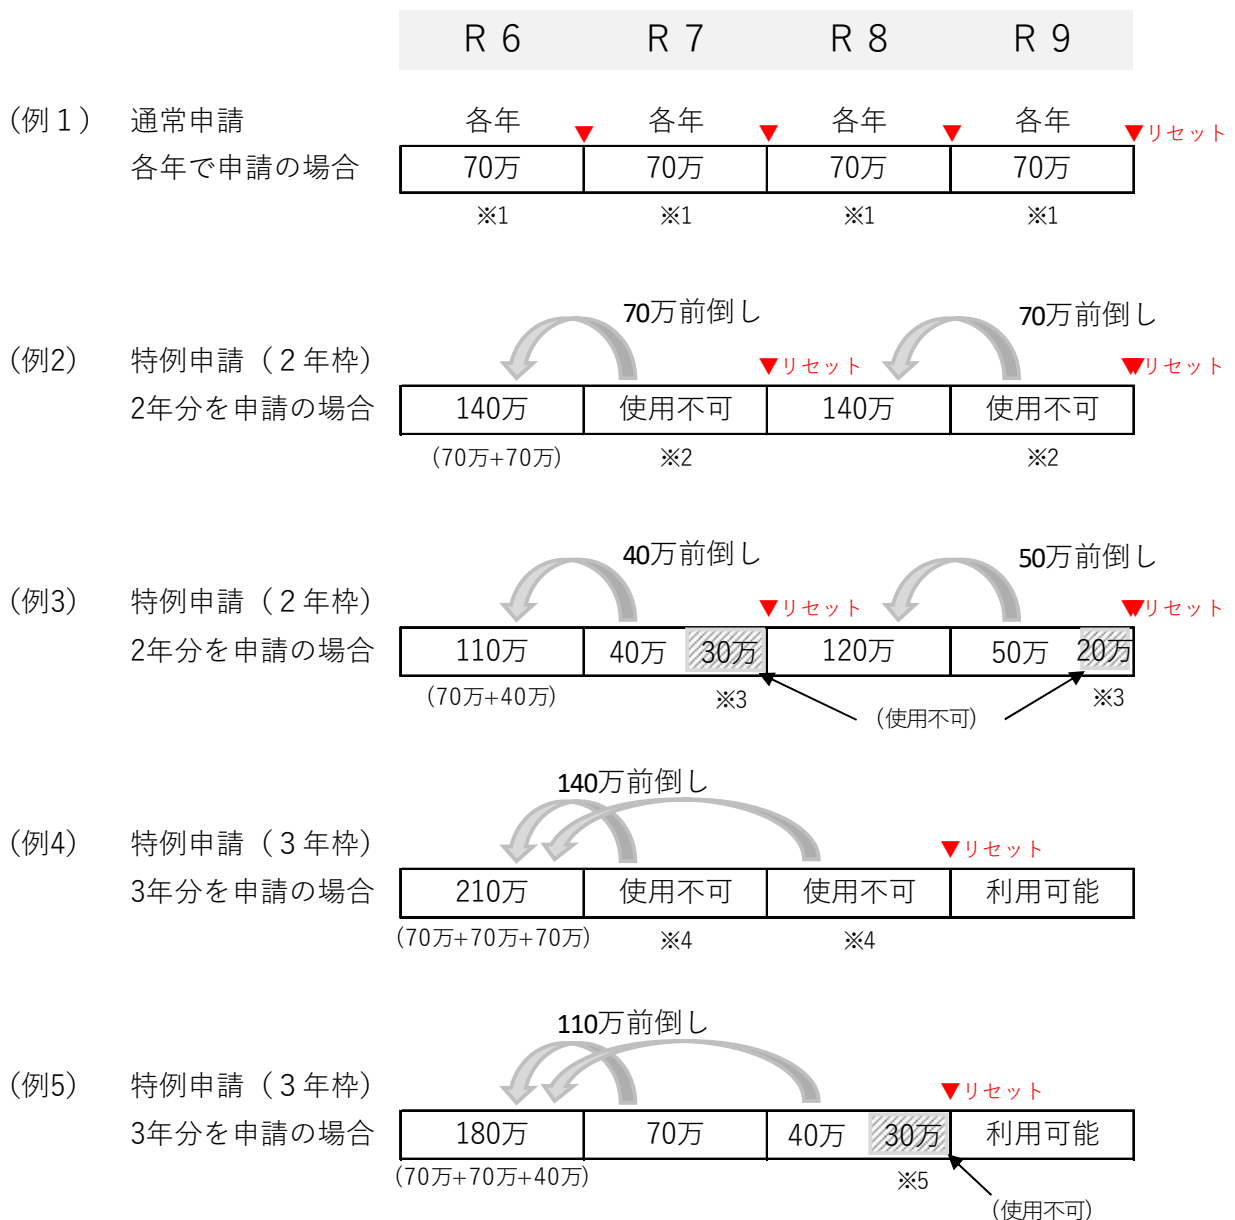 R 6 R 7 R 8 R 9
(例１) 通常申請 各年 各年 各年 各年 ▼リセット
各年で申請の場合 70万 70万 70万 70万
※1 ※1 ※1 ※1
70万前倒し 70万前倒し
(例2) 特例申請（２年枠） ▼リセット ▼リセット
2年分を申請の場合 140万 使用不可 140万 使用不可
(70万+70万) ※2 ※2
40万前倒し 50万前倒し
(例3) 特例申請（２年枠） ▼リセット ▼リセット
2年分を申請の場合 110万 40万 30万 120万 50万 20万
(70万+40万) ※3 (使用不可) ※3
140万前倒し
(例4) 特例申請（３年枠） ▼リセット
3年分を申請の場合 210万 使用不可 使用不可 利用可能
(70万+70万+70万) ※4 ※4
110万前倒し
(例5) 特例申請（３年枠） ▼リセット
3年分を申請の場合 180万 70万 40万 30万 利用可能
(70万+70万+40万) ※5
(使用不可)